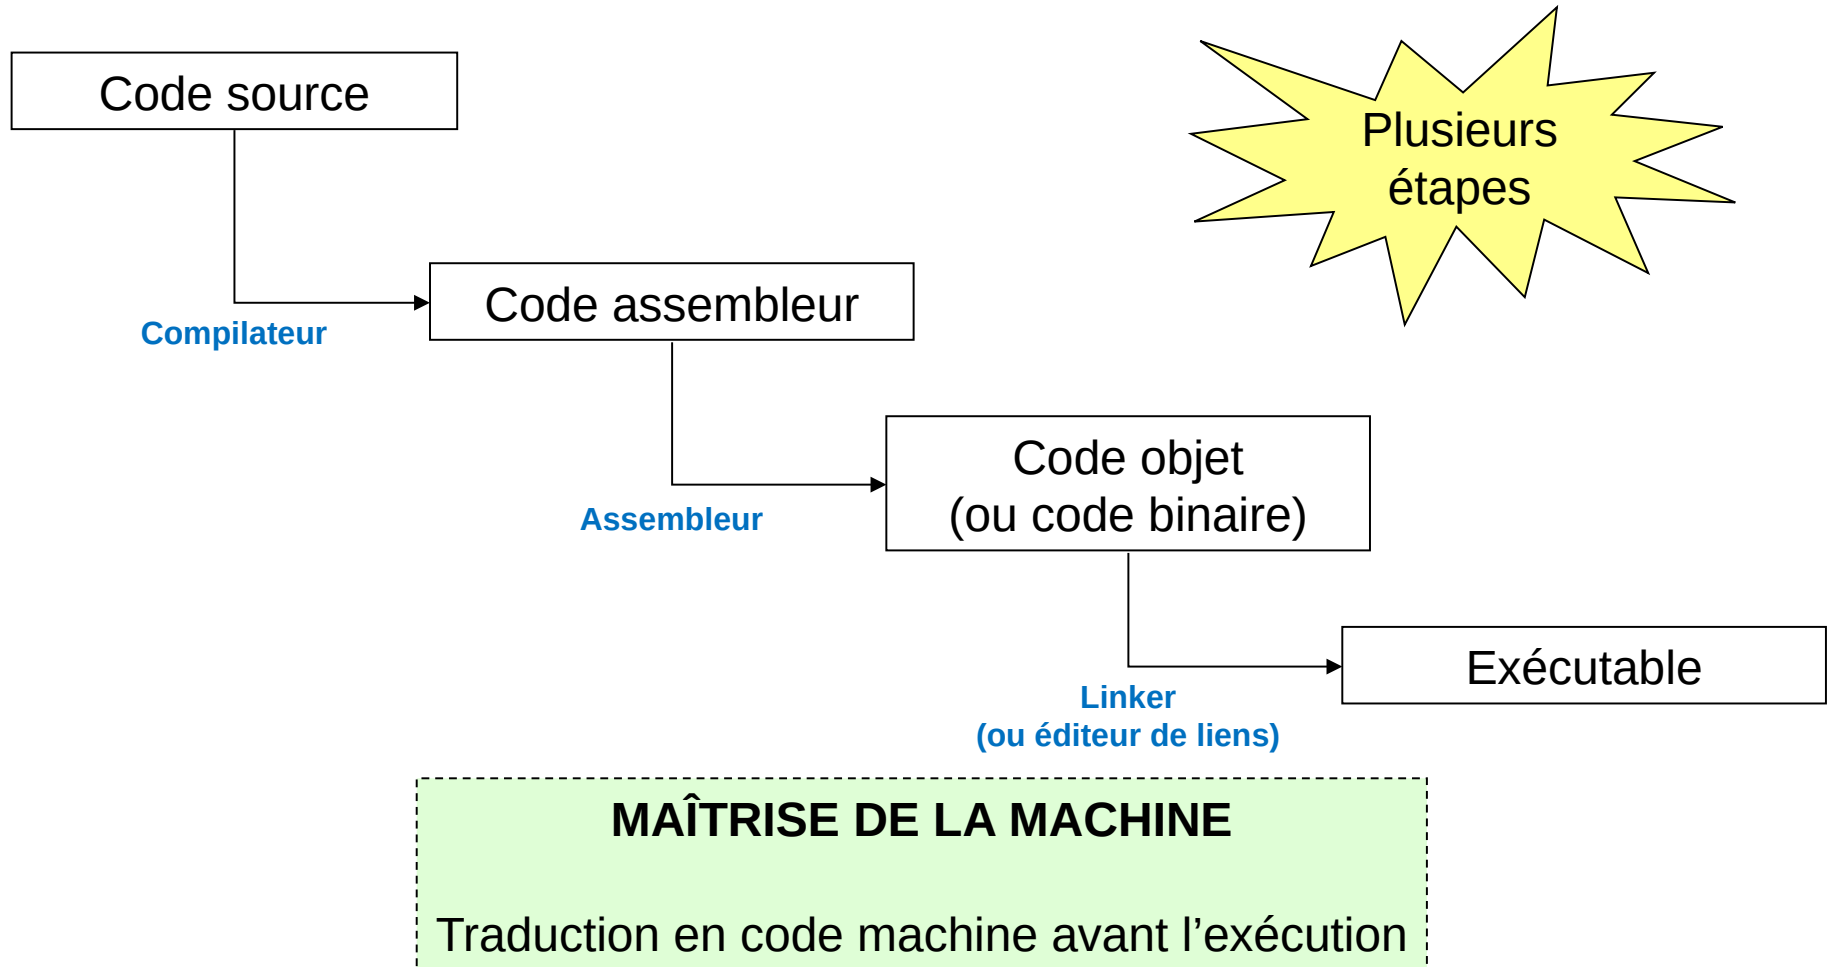 Code source
Plusieurs
étapes
Code assembleur
Compilateur
Code objet
(ou code binaire)
Assembleur
Exécutable
Linker
(ou éditeur de liens)
MAÎTRISE DE LA MACHINE
Traduction en code machine avant l’exécution